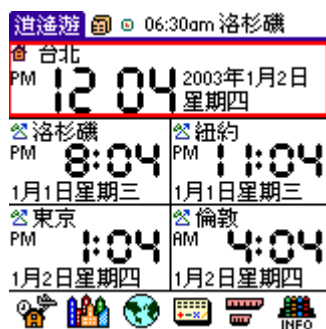 逍遙遊 06:30am 洛杉磯
台北
PM 12 04 2003年1月2日
星期四
洛杉磯
PM 8:04
1月1日星期三
紐約
PM 11:04
1月1日星期三
東京
PM 1:04
1月2日星期四
倫敦
AM 4:04
1月2日星期四
INFO